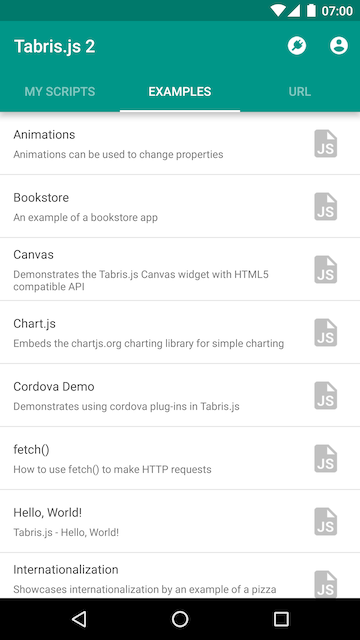 07:00
Tabris.js 2
MY SCRIPTS EXAMPLES URL
Animations
Animations can be used to change properties
JS
Bookstore
An example of a bookstore app
JS
Canvas
Demonstrates the Tabris.js Canvas widget with HTML5
compatible API
JS
Chart.js
Embeds the chartjs.org charting library for simple charting
JS
Cordova Demo
Demonstrates using cordova plug-ins in Tabris.js
JS
fetch()
How to use fetch() to make HTTP requests
JS
Hello, World!
Tabris.js - Hello, World!
JS
Internationalization
Showcases internationalization by an example of a pizza
JS